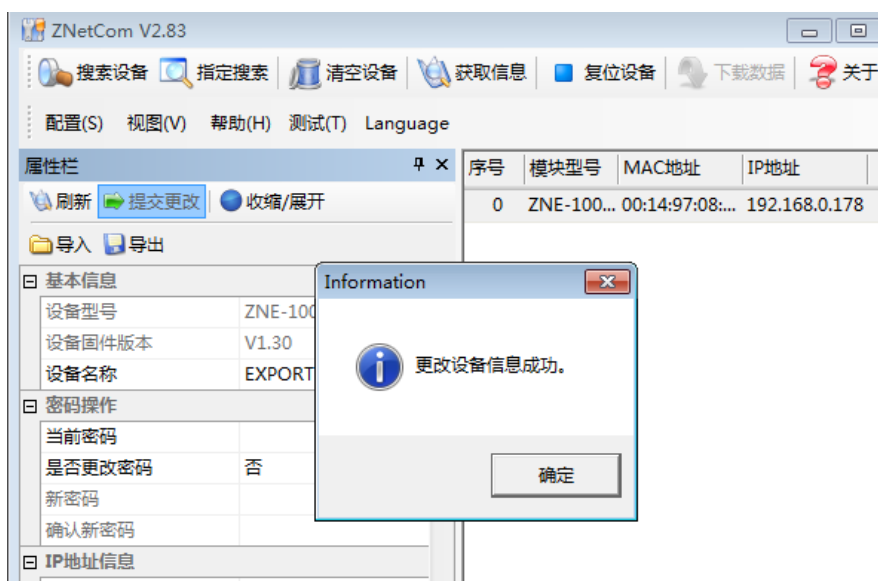 ZNetCom V2.83
搜索设备 指定搜索 清空设备 获取信息 复位设备 下载数据 关于
配置(S) 视图(V) 帮助(H) 测试(T) Language
属性栏
刷新 提交更改 收缩/展开
导入 导出
基本信息
设备型号 ZNE-100
设备固件版本 V1.30
设备名称 EXPORT
密码操作
当前密码
是否更改密码 否
新密码
确认新密码
IP地址信息
序号 模块型号 MAC地址 IP地址
0 ZNE-100... 00:14:97:08:... 192.168.0.178
Information
更改设备信息成功。
确定